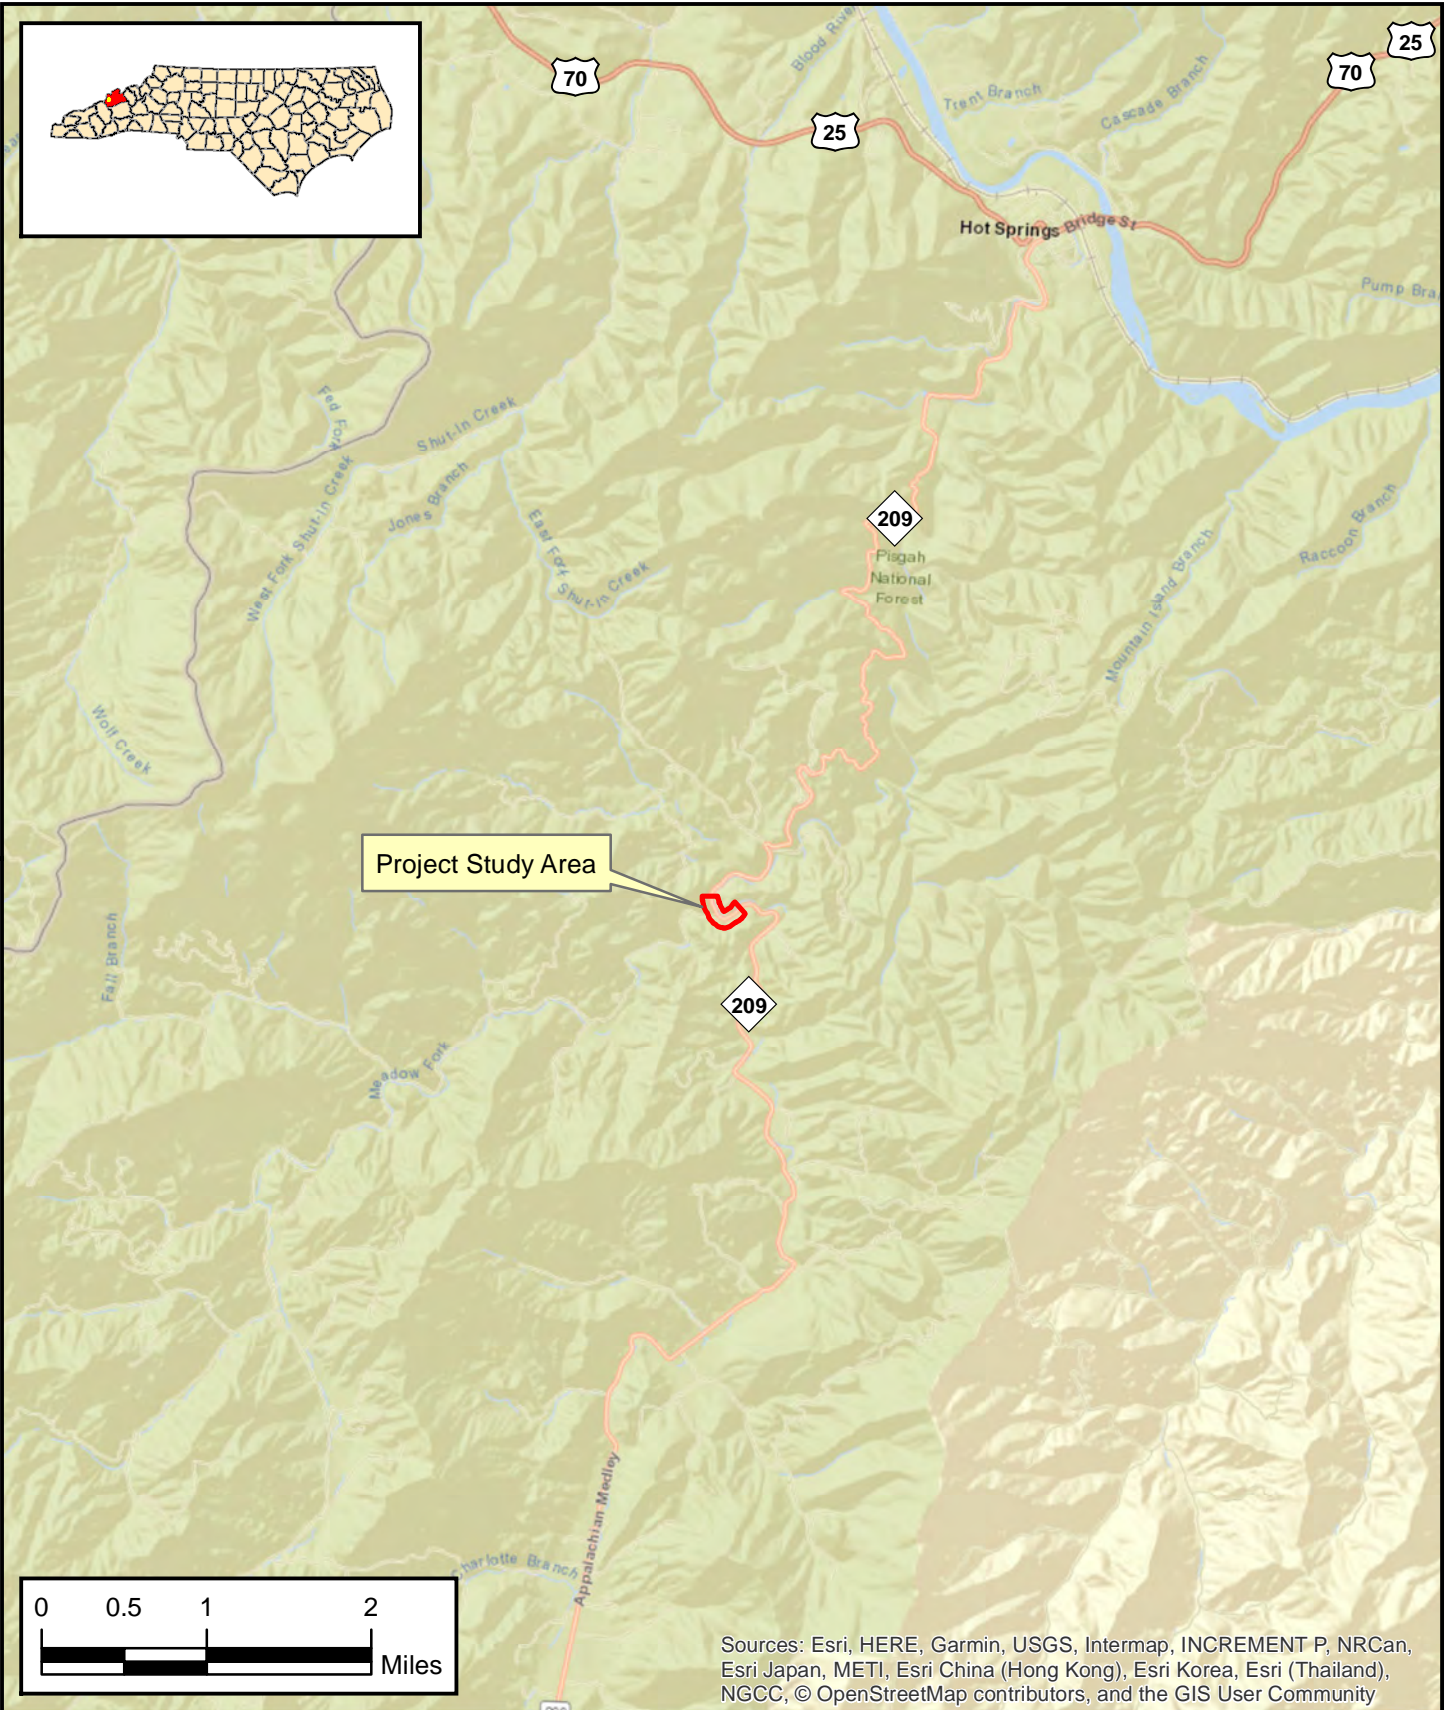 70
25
Blood River
Trent Branch
Cascade Branch
70
25
Hot Springs
Bridge St
Fed Fork
Shut-In Creek
West Fork Shut-In Creek
Jones Branch
East Fork Shut-In Creek
209
Pisgah
National
Forest
Mountain Island Branch
Raccoon Branch
Wolf Creek
Project Study Area
Fall Branch
209
Meadow Fork
Appalachian Medley
Charlotte Branch
0 0.5 1 2
Miles
Sources: Esri, HERE, Garmin, USGS, Intermap, INCREMENT P, NRCan,
Esri Japan, METI, Esri China (Hong Kong), Esri Korea, Esri (Thailand),
NGCC, © OpenStreetMap contributors, and the GIS User Community